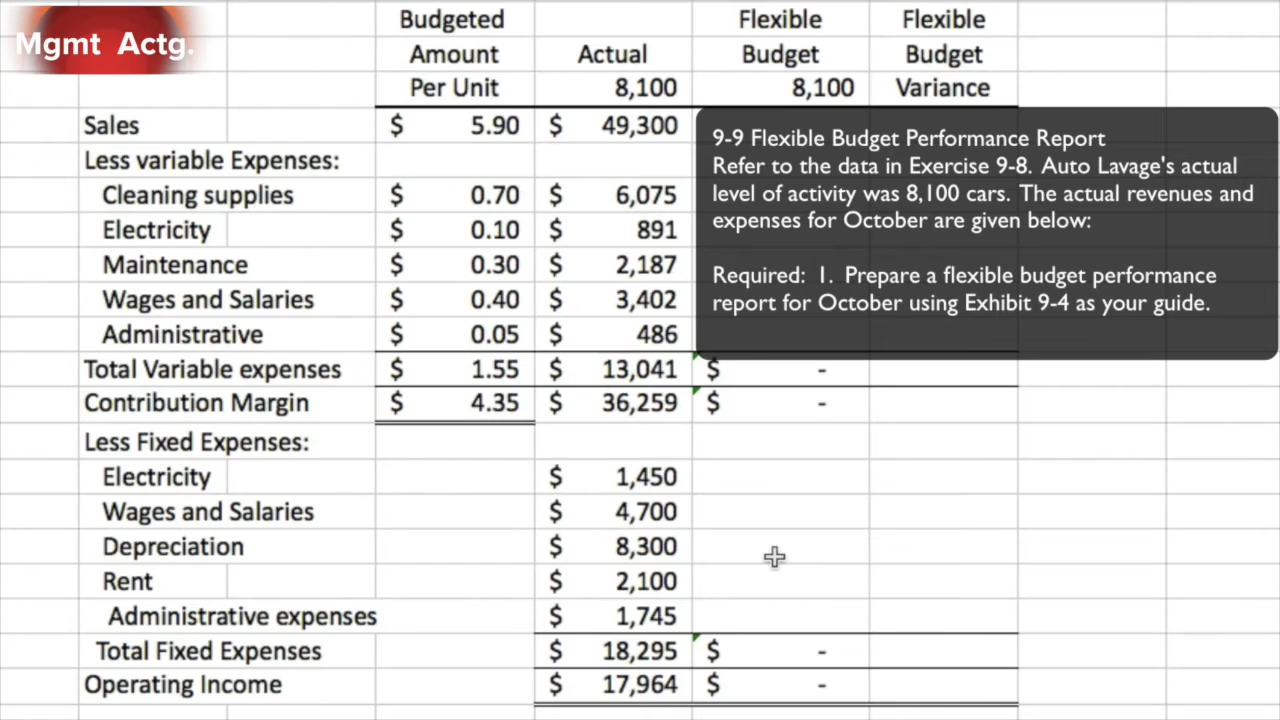 Mgmt Actg.
Budgeted Flexible Flexible
Amount Actual Budget Budget
Per Unit 8,100 8,100 Variance
Sales $ 5.90 $ 49,300
Less variable Expenses:
Cleaning supplies $ 0.70 $ 6,075
Electricity $ 0.10 $ 891
Maintenance $ 0.30 $ 2,187
Wages and Salaries $ 0.40 $ 3,402
Administrative $ 0.05 $ 486
Total Variable expenses $ 1.55 $ 13,041 $ -
Contribution Margin $ 4.35 $ 36,259 $ -
Less Fixed Expenses:
Electricity $ 1,450
Wages and Salaries $ 4,700
Depreciation $ 8,300
Rent $ 2,100
Administrative expenses $ 1,745
Total Fixed Expenses $ 18,295 $ -
Operating Income $ 17,964 $ -
9-9 Flexible Budget Performance Report
Refer to the data in Exercise 9-8. Auto Lavage's actual
level of activity was 8,100 cars. The actual revenues and
expenses for October are given below:
Required: 1. Prepare a flexible budget performance
report for October using Exhibit 9-4 as your guide.